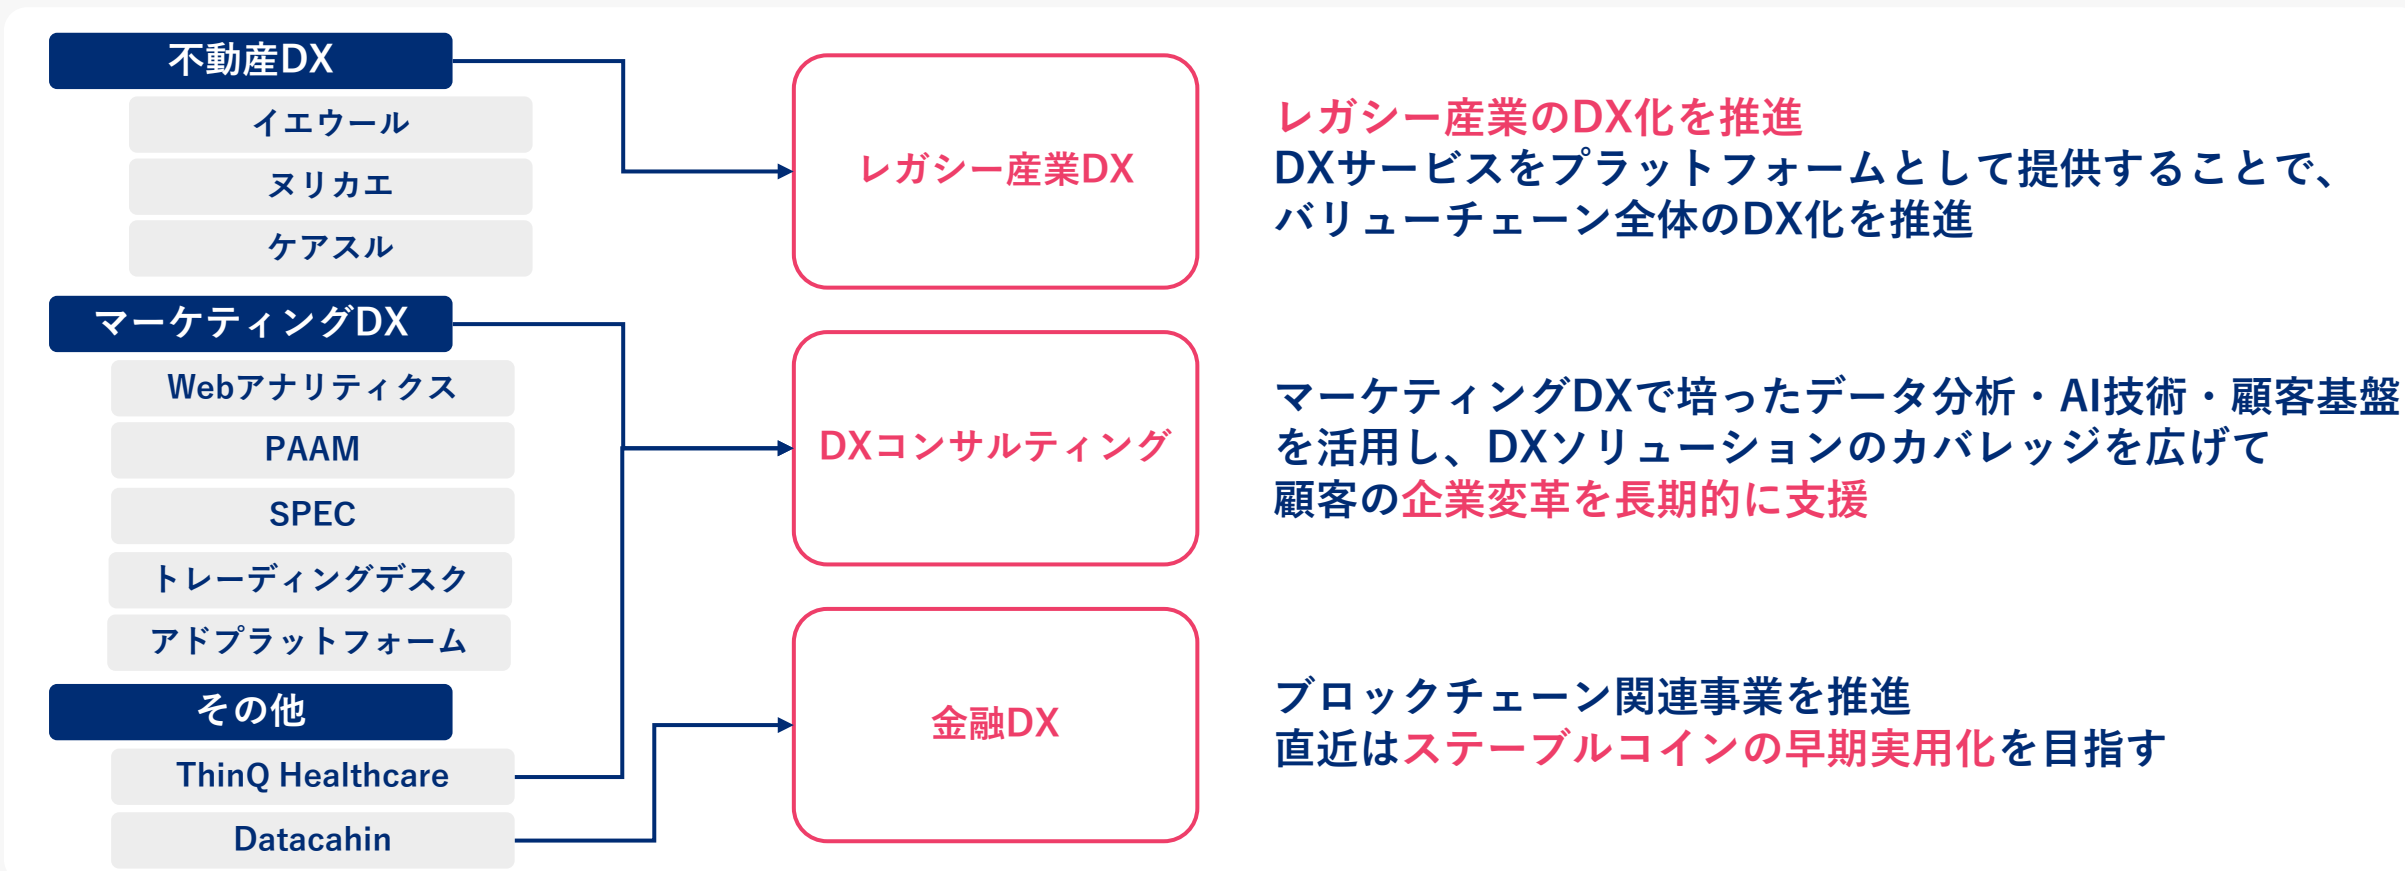 不動産DX
イエウール
ヌリカエ
ケアスル
マーケティングDX
Webアナリティクス
PAAM
SPEC
トレーディングデスク
アドプラットフォーム
その他
ThinQ Healthcare
Datacahin
レガシー産業DX
レガシー産業のDX化を推進
DXサービスをプラットフォームとして提供することで、
バリューチェーン全体のDX化を推進
DXコンサルティング
マーケティングDXで培ったデータ分析・AI技術・顧客基盤
を活用し、DXソリューションのカバレッジを広げて
顧客の企業変革を長期的に支援
金融DX
ブロックチェーン関連事業を推進
直近はステーブルコインの早期実用化を目指す